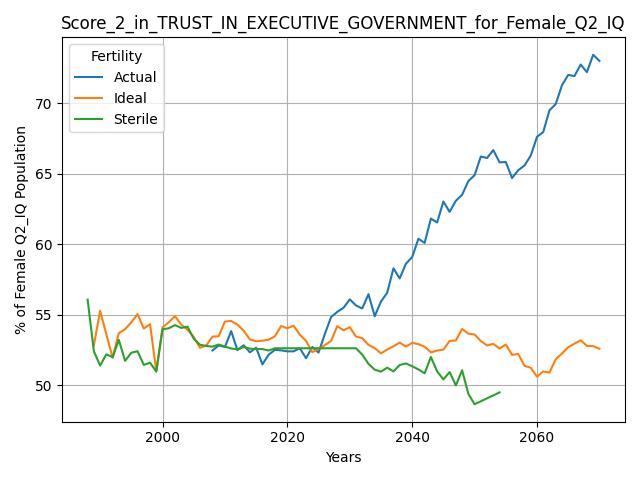 Score_2_in_TRUST_IN_EXECUTIVE_GOVERNMENT_for_Female_Q2_IQ
Fertility
Actual
Ideal
Sterile
% of Female Q2_IQ Population
70
65
60
55
50
2000
2020
2040
2060
Years